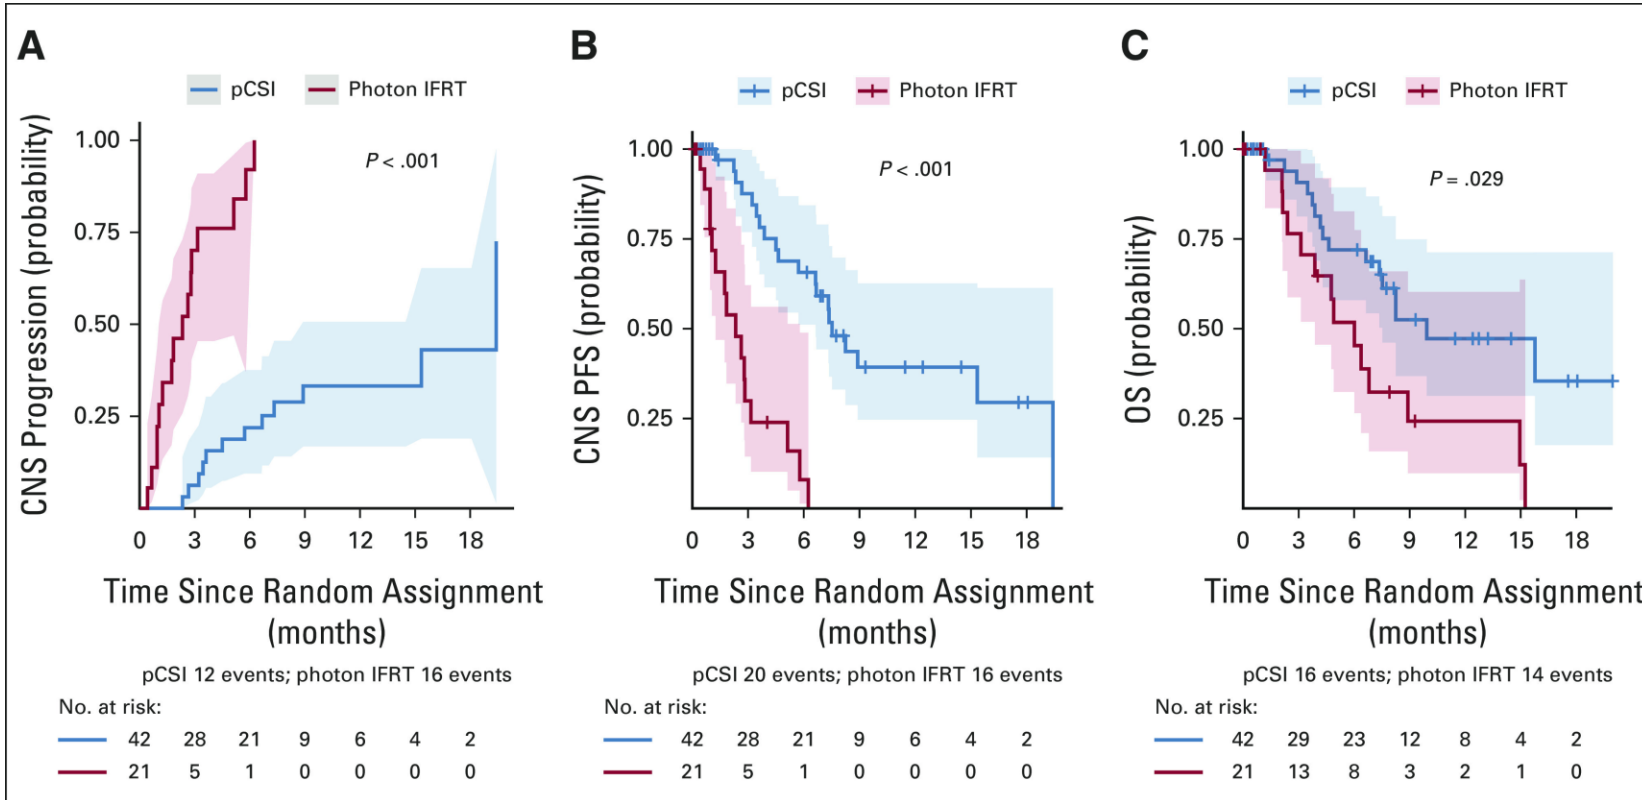 A
pCSI Photon IFRT
CNS Progression (probability)
1.00
0.75
0.50
0.25
P < .001
0 3 6 9 12 15 18
Time Since Random Assignment
(months)
pCSI 12 events; photon IFRT 16 events
No. at risk:
42 28 21 9 6 4 2
21 5 1 0 0 0 0
B
pCSI Photon IFRT
CNS PFS (probability)
1.00
0.75
0.50
0.25
P < .001
0 3 6 9 12 15 18
Time Since Random Assignment
(months)
pCSI 20 events; photon IFRT 16 events
No. at risk:
42 28 21 9 6 4 2
21 5 1 0 0 0 0
C
pCSI Photon IFRT
OS (probability)
1.00
0.75
0.50
0.25
P = .029
0 3 6 9 12 15 18
Time Since Random Assignment
(months)
pCSI 16 events; photon IFRT 14 events
No. at risk:
42 29 23 12 8 4 2
21 13 8 3 2 1 0